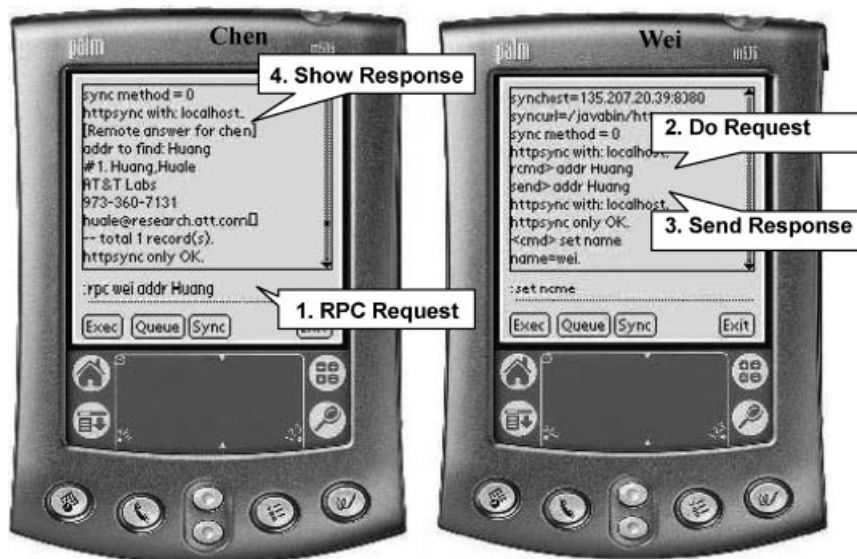 palm
Chen
m505
4. Show Response
sync method = 0
httpsync with: localhost.
[Remote answer for chen]
addr to find: Huang
#1. Huang,Huale
AT&T Labs
973-360-7131
huale@research.att.com
-- total 1 record(s).
httpsync only OK.
:rpc wei addr Huang
1. RPC Request
Exec
Queue
Sync
palm
Wei
synchost=135.207.20.39:8080
syncurl=/javabin/htt
sync method = 0
2. Do Request
httpsync with: localhost.
rcmd> addr Huang
send> addr Huang
httpsync with: localhost.
httpsync only OK.
3. Send Response
<cmd> set name
name=wei.
:set name
Exec
Queue
Sync
Exit